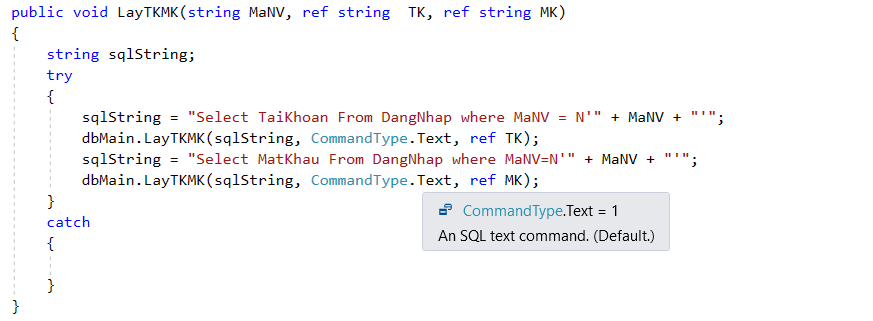 public void LayTKMK(string MaNV, ref string  TK, ref string MK)
{
    string sqlString;
    try
    {
        sqlString = "Select TaiKhoan From DangNhap where MaNV = N'" + MaNV + "'";
        dbMain.LayTKMK(sqlString, CommandType.Text, ref TK);
        sqlString = "Select MatKhau From DangNhap where MaNV=N'" + MaNV + "'";
        dbMain.LayTKMK(sqlString, CommandType.Text, ref MK);
    }
CommandType.Text = 1
An SQL text command. (Default.)
    catch
    {
    }
}